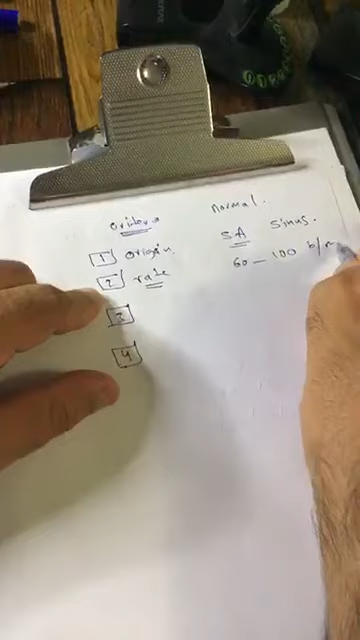 normal.
criteria
1 origin. SA sinus.
2 rate 60 - 100 b/m
3
4